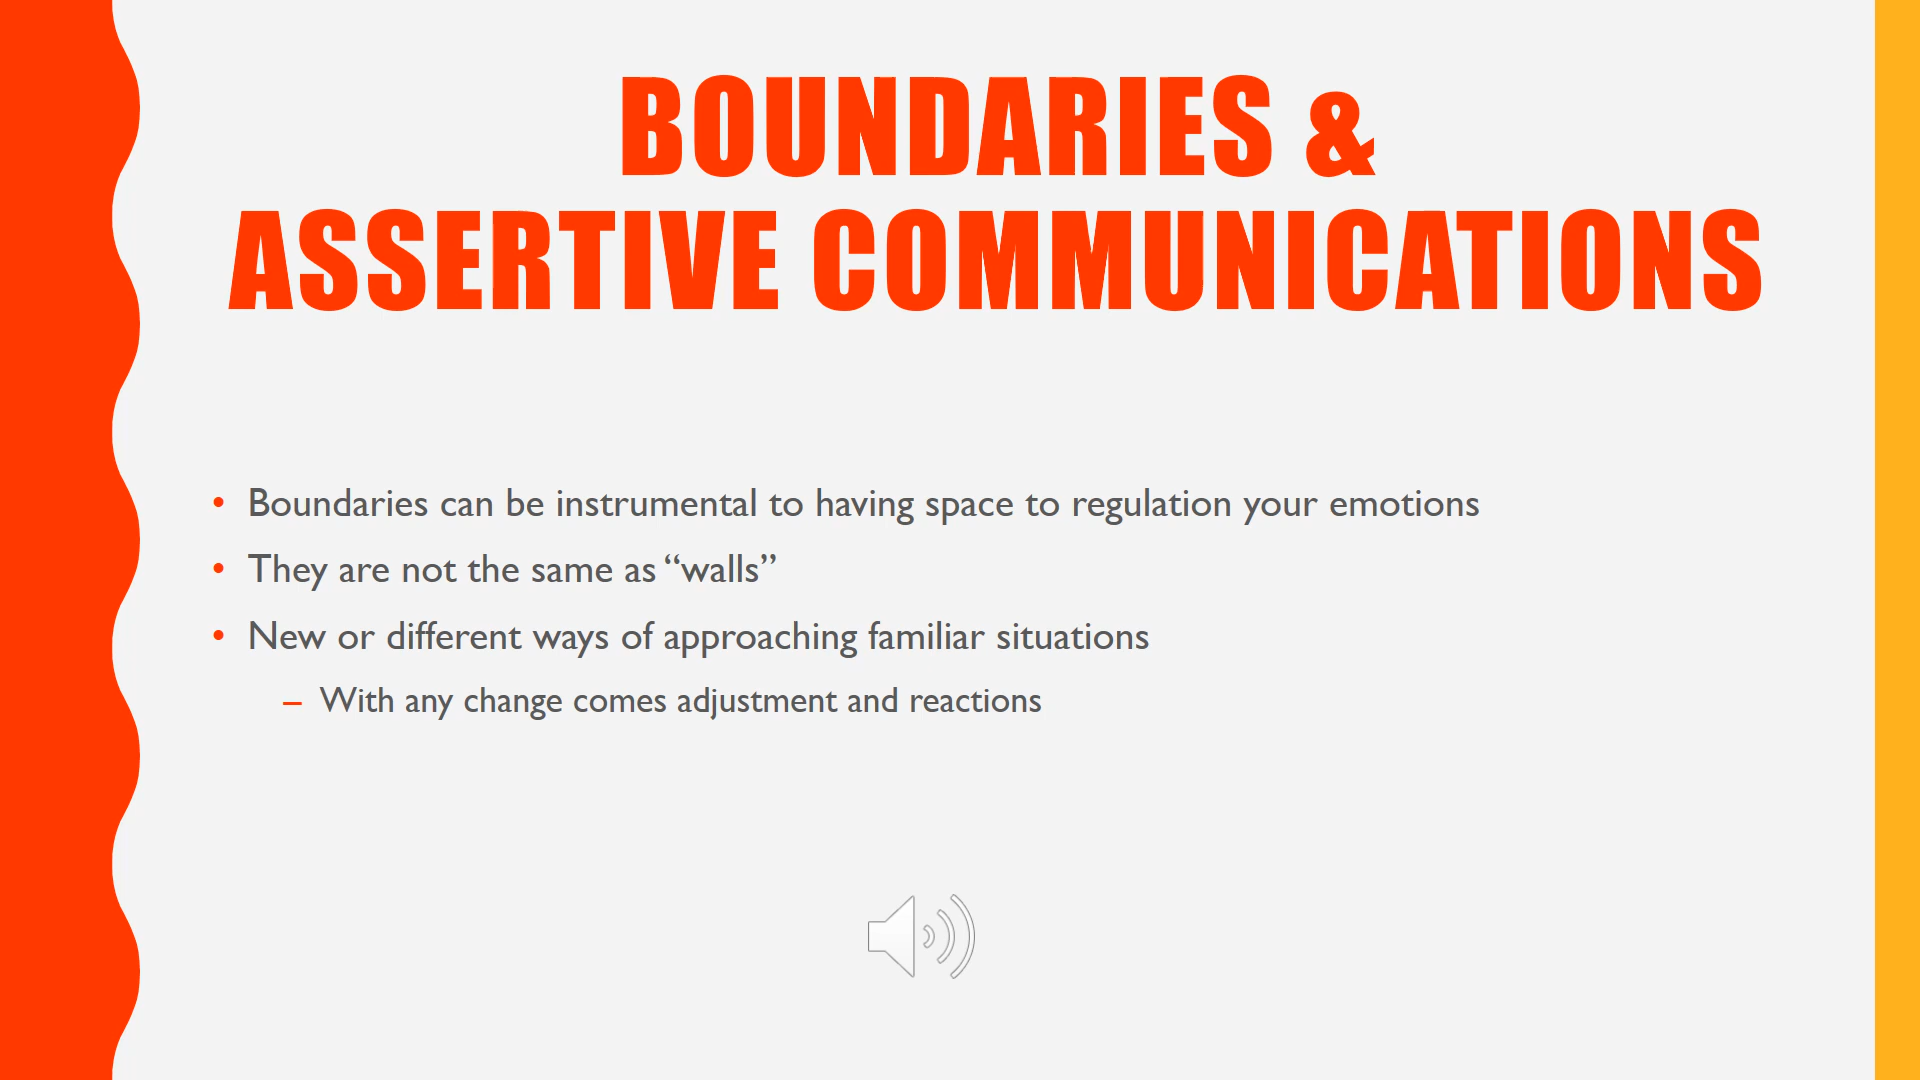 BOUNDARIES &
ASSERTIVE COMMUNICATIONS
• Boundaries can be instrumental to having space to regulation your emotions
• They are not the same as “walls”
• New or different ways of approaching familiar situations
– With any change comes adjustment and reactions